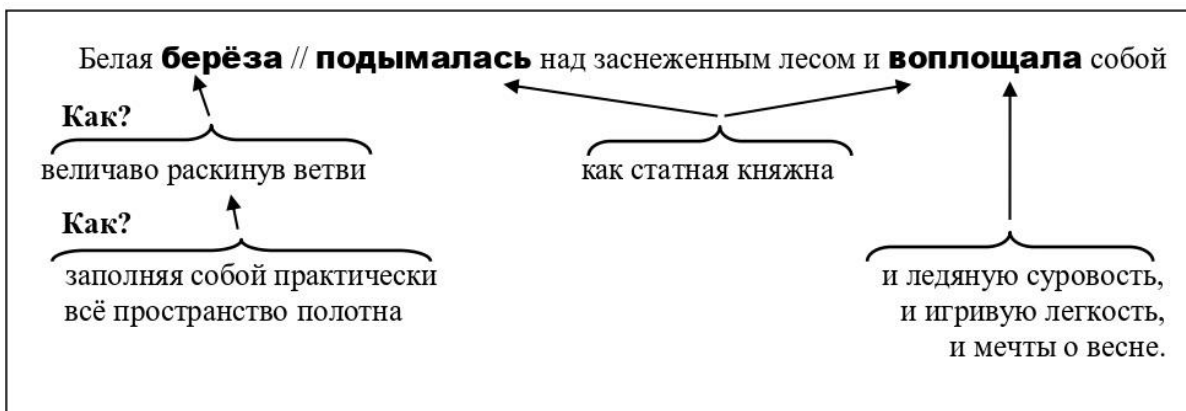 Белая берёза // подымалась над заснеженным лесом и воплощала собой
Как?
величаво раскинув ветви
как статная княжна
Как?
заполняя собой практически
всё пространство полотна
и ледяную суровость,
и игривую легкость,
и мечты о весне.